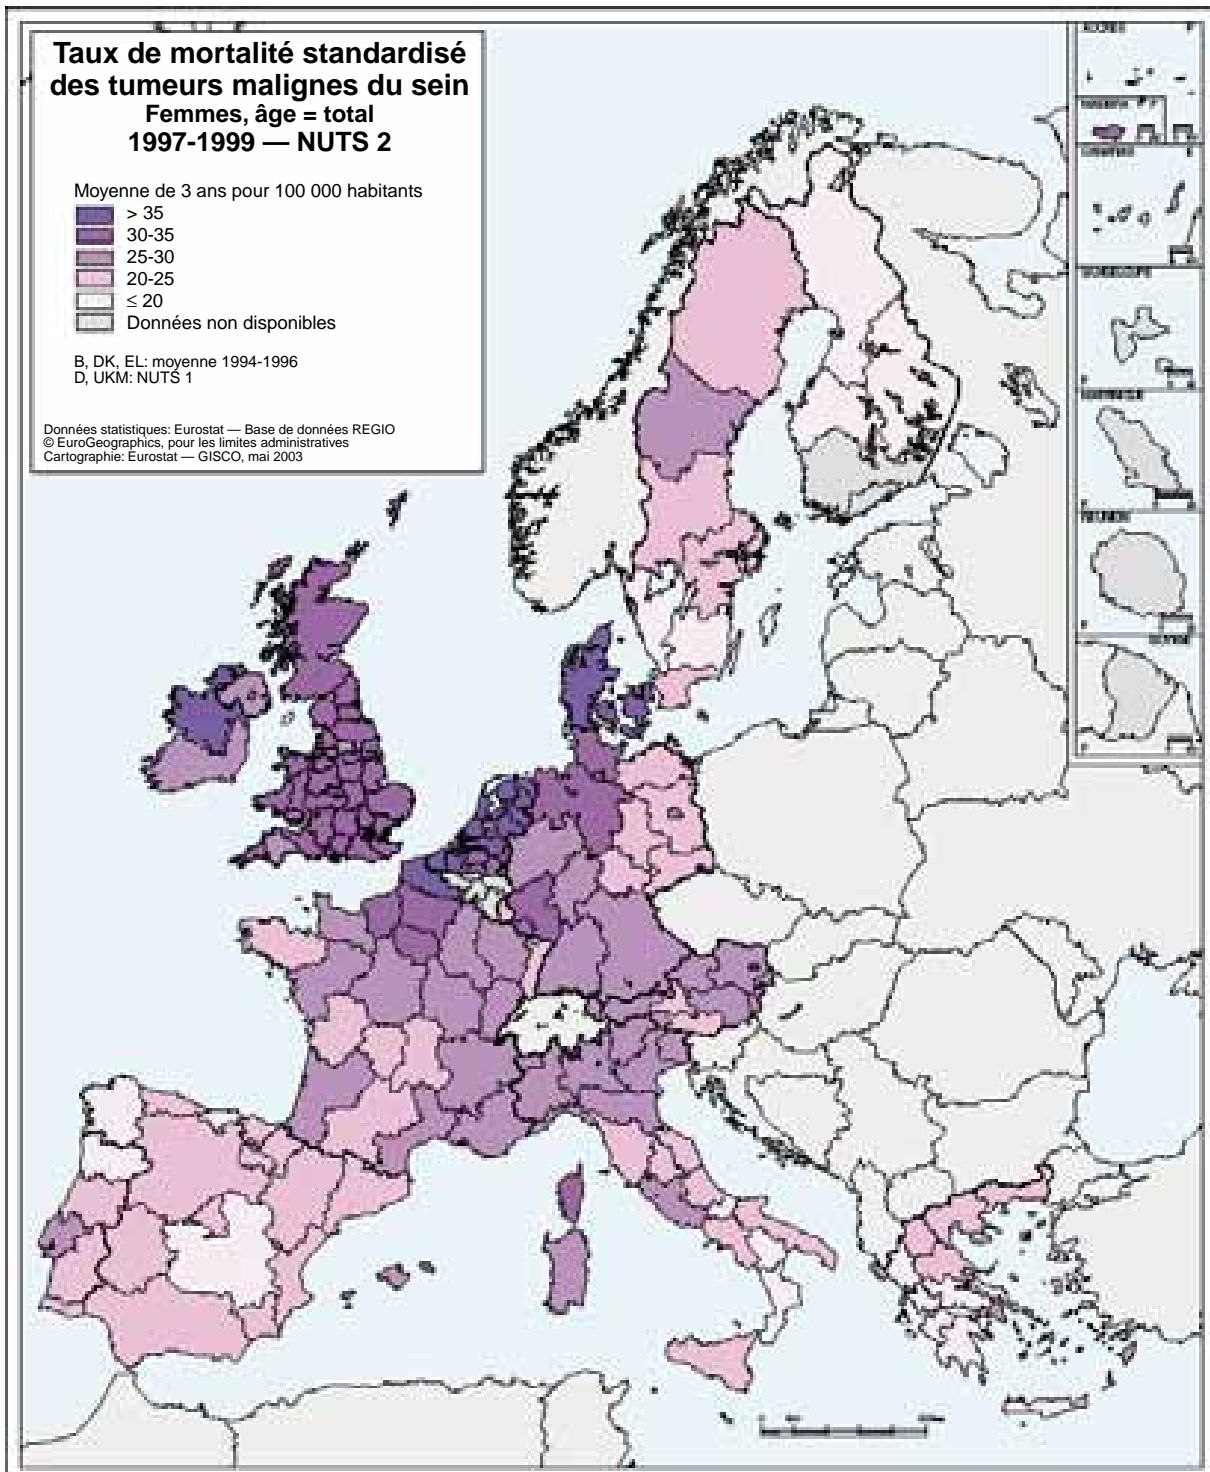 Taux de mortalité standardisé
des tumeurs malignes du sein
Femmes, âge = total
1997-1999 — NUTS 2
Moyenne de 3 ans pour 100 000 habitants
> 35
30-35
25-30
20-25
≤ 20
Données non disponibles
B, DK, EL: moyenne 1994-1996
D, UKM: NUTS 1
Données statistiques: Eurostat — Base de données REGIO
© EuroGeographics, pour les limites administratives
Cartographie: Eurostat — GISCO, mai 2003